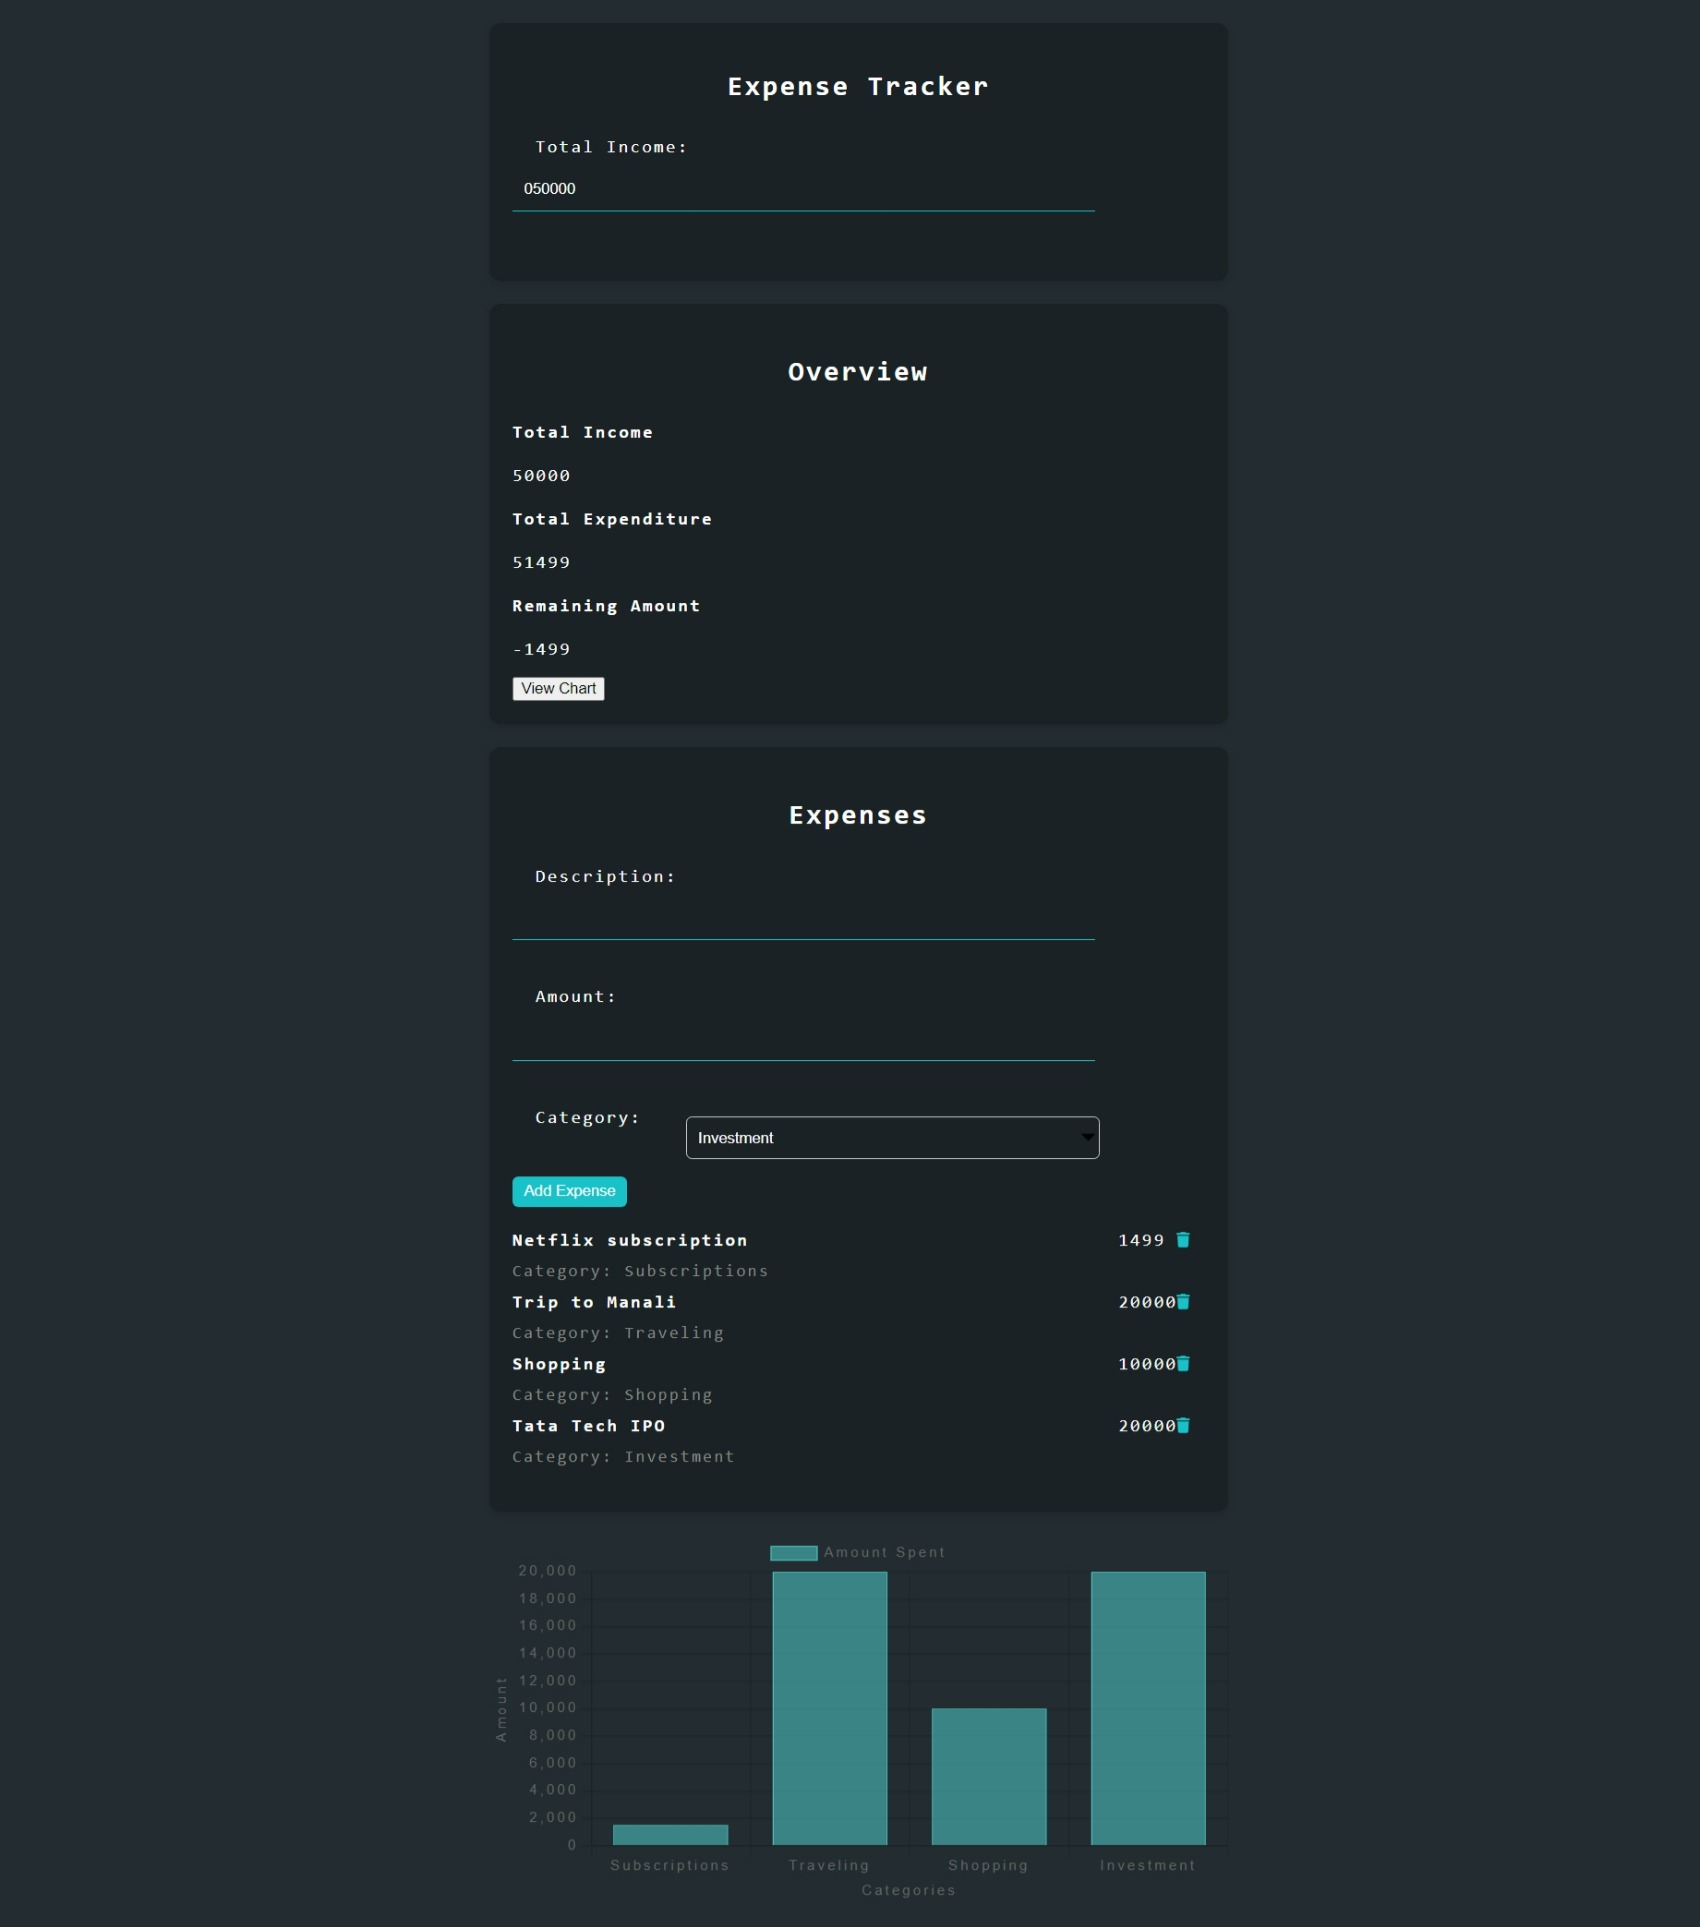 Expense Tracker
Total Income:
050000
Overview
Total Income
50000
Total Expenditure
51499
Remaining Amount
-1499
View Chart
Expenses
Description:
Amount:
Category:
Investment
Add Expense
Netflix subscription 1499
Category: Subscriptions
Trip to Manali 20000
Category: Traveling
Shopping 10000
Category: Shopping
Tata Tech IPO 20000
Category: Investment
Amount Spent
20,000
18,000
16,000
14,000
12,000
10,000
8,000
6,000
4,000
2,000
0
Amount
Subscriptions Traveling Shopping Investment
Categories